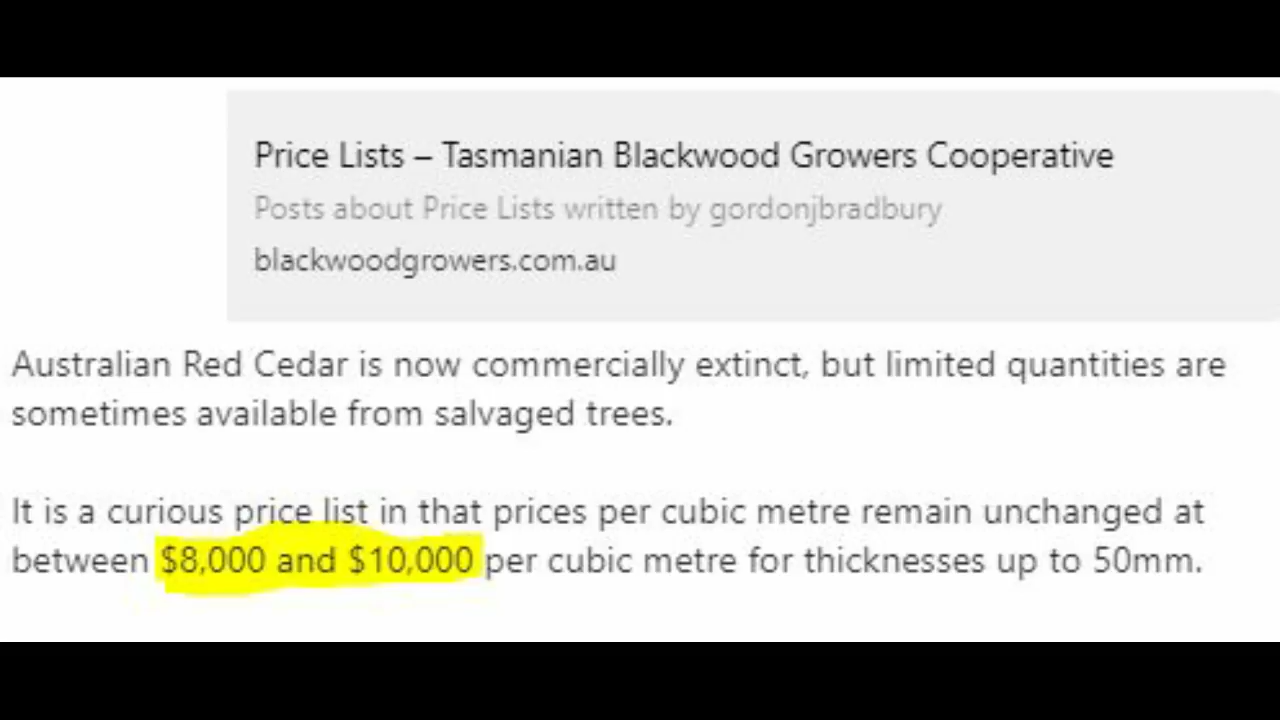 Price Lists – Tasmanian Blackwood Growers Cooperative
Posts about Price Lists written by gordonjbradbury
blackwoodgrowers.com.au
Australian Red Cedar is now commercially extinct, but limited quantities are
sometimes available from salvaged trees.
It is a curious price list in that prices per cubic metre remain unchanged at
between $8,000 and $10,000 per cubic metre for thicknesses up to 50mm.